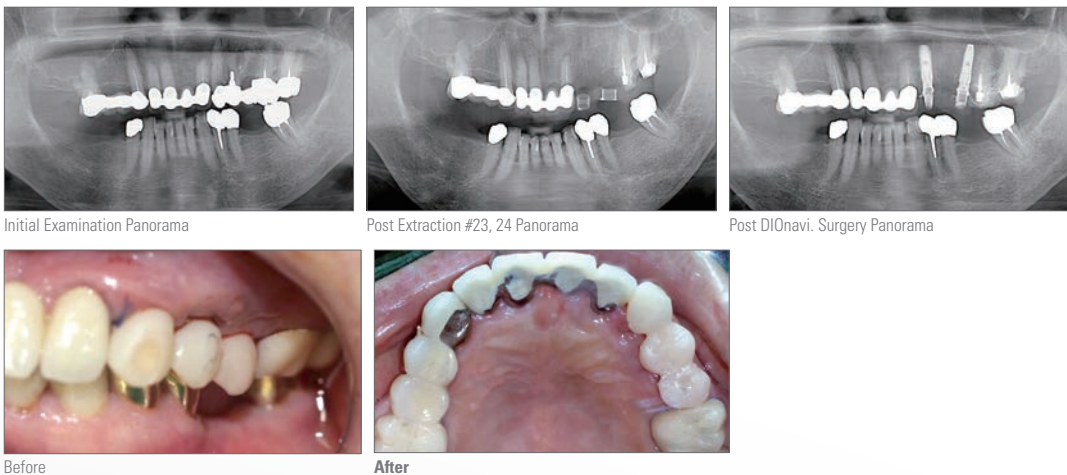 Initial Examination Panorama
Post Extraction #23, 24 Panorama
Post DIOnavi. Surgery Panorama
Before
After